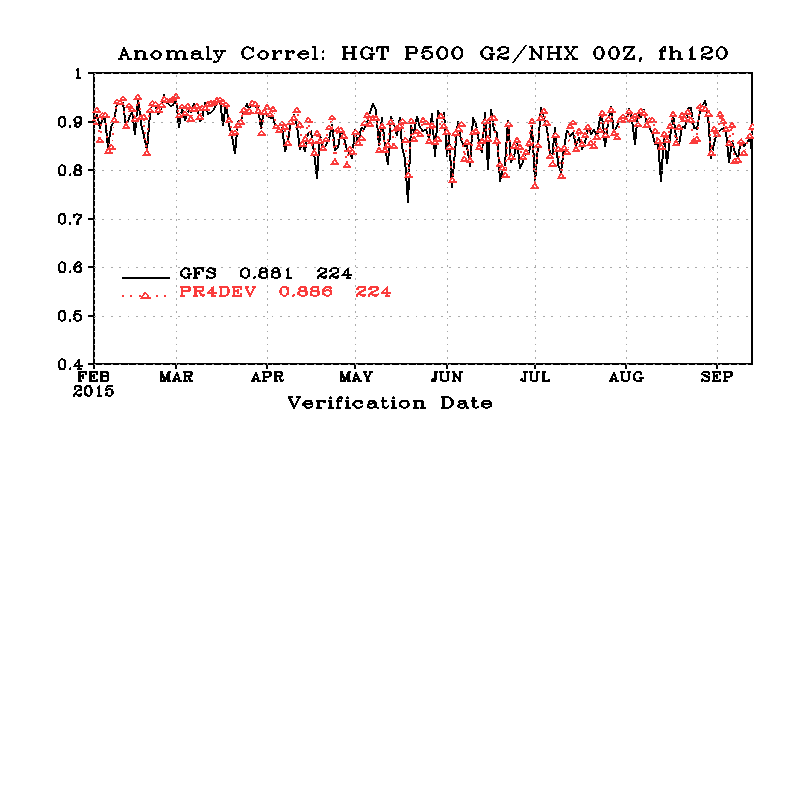 Anomaly Correl: HGT P500 G2/NHX 00Z, fh120
1
0.9
0.8
0.7
0.6
0.5
0.4
GFS 0.881 224
PR4DEV 0.886 224
FEB MAR APR MAY JUN JUL AUG SEP
2015
Verification Date